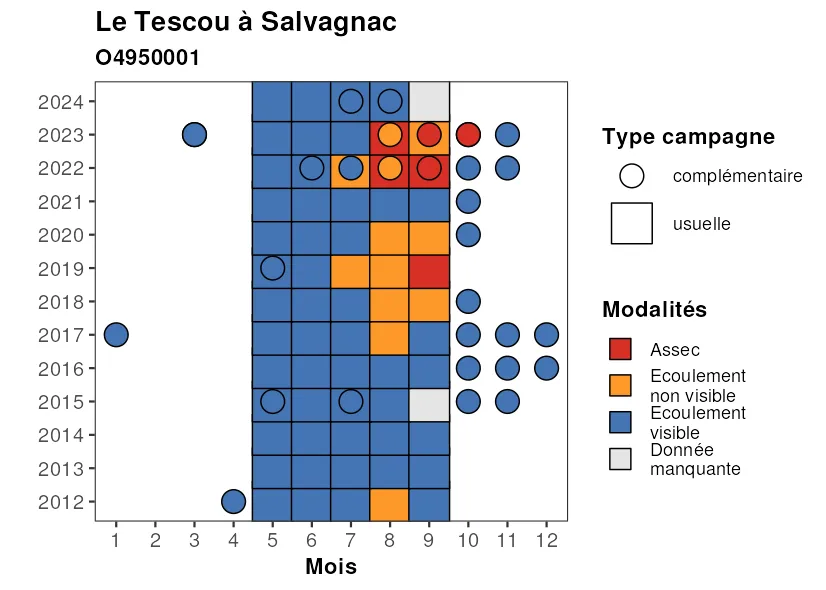 Le Tescou à Salvagnac
O4950001
2024
2023
2022
2021
2020
2019
2018
2017
2016
2015
2014
2013
2012
1 2 3 4 5 6 7 8 9 10 11 12
Mois
Type campagne
complémentaire
usuelle
Modalités
Assec
Ecoulement
non visible
Ecoulement
visible
Donnée
manquante